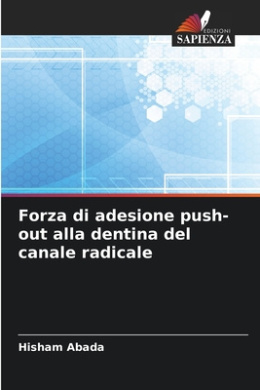 EDIZIONI
SAPIENZA
Forza di adesione push-
out alla dentina del
canale radicale
Hisham Abada